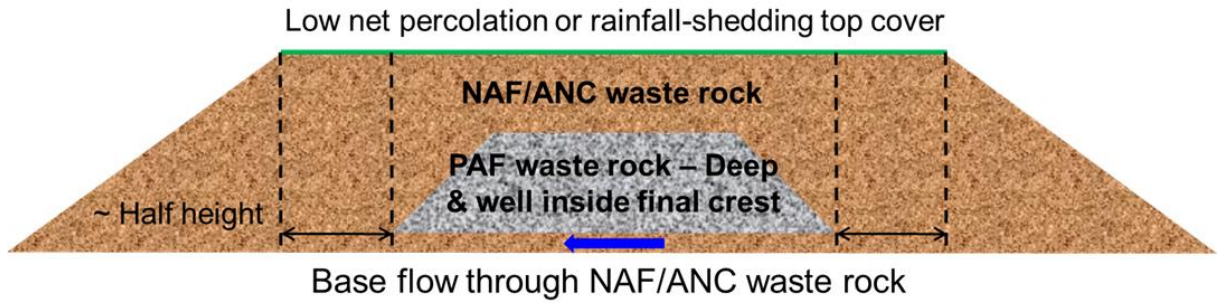 Low net percolation or rainfall-shedding top cover
NAF/ANC waste rock
PAF waste rock – Deep
& well inside final crest
~ Half height
Base flow through NAF/ANC waste rock